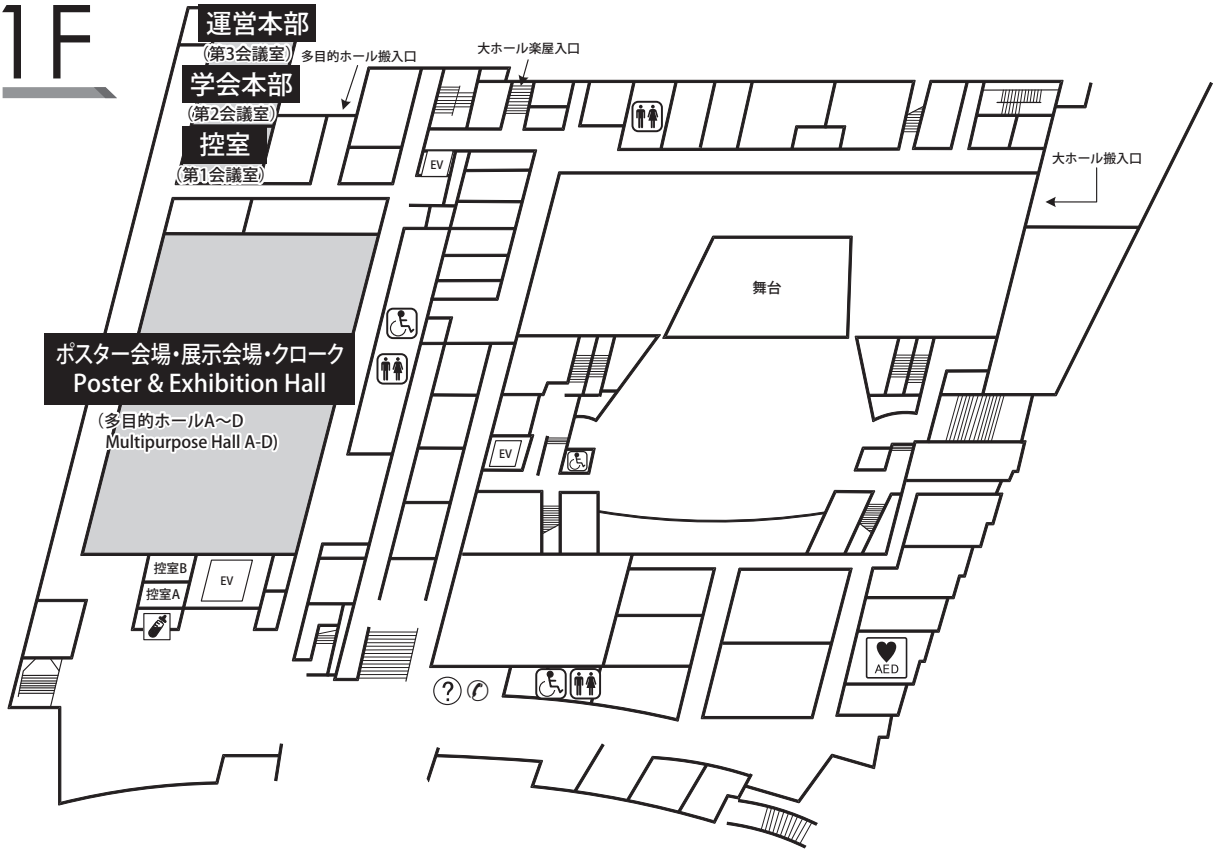 1F
運営本部
(第3会議室)
多目的ホール搬入口
大ホール楽屋入口
学会本部
(第2会議室)
控室
(第1会議室)
EV
大ホール搬入口
舞台
ポスター会場・展示会場・クローク
Poster & Exhibition Hall
(多目的ホールA～D
Multipurpose Hall A-D)
EV
控室B
控室A
EV
AED
?